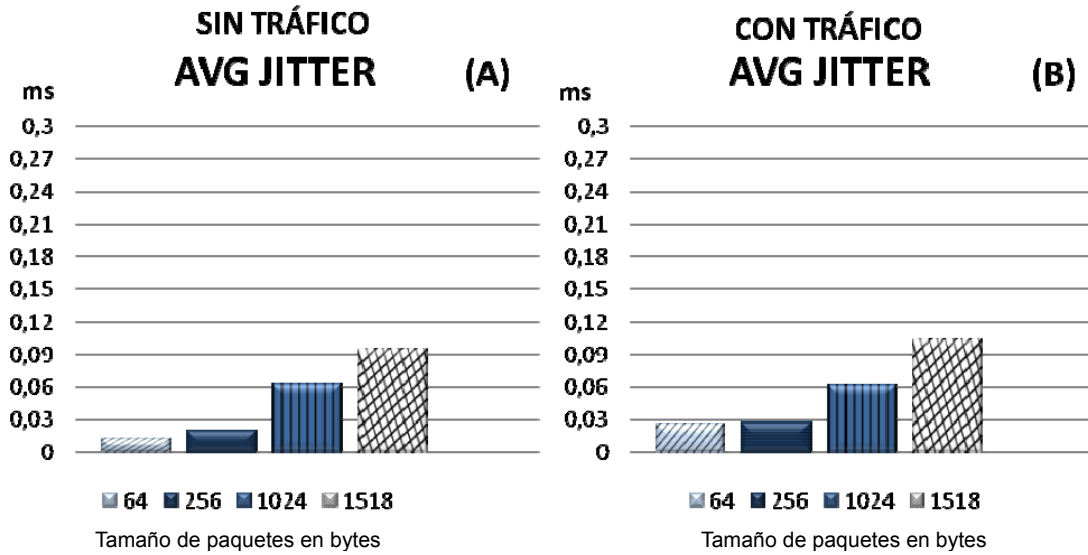 SIN TRÁFICO
AVG JITTER (A)
ms
0,3
0,27
0,24
0,21
0,18
0,15
0,12
0,09
0,06
0,03
0
64 256 1024 1518
Tamaño de paquetes en bytes
CON TRÁFICO
AVG JITTER (B)
ms
0,3
0,27
0,24
0,21
0,18
0,15
0,12
0,09
0,06
0,03
0
64 256 1024 1518
Tamaño de paquetes en bytes